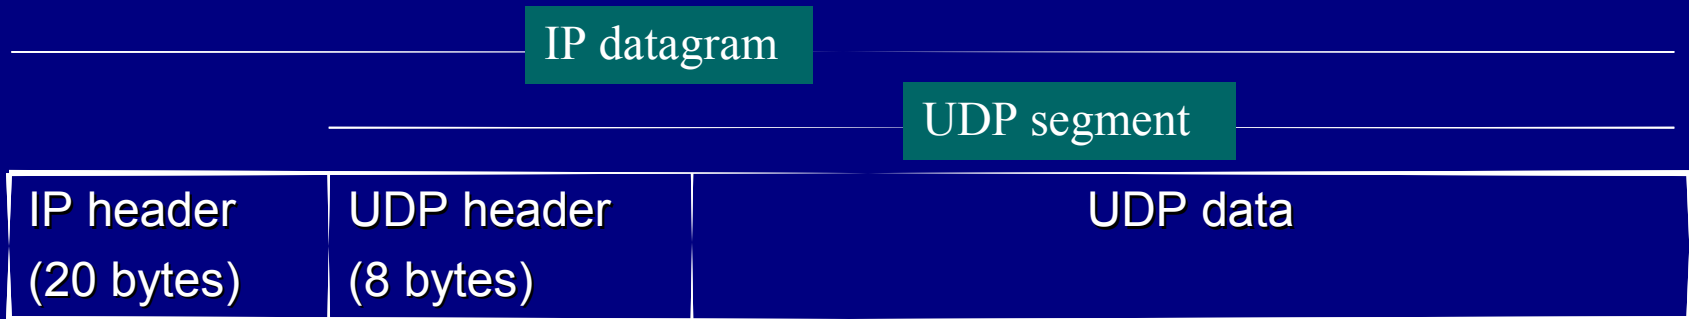 IP datagram
UDP segment
IP header
(20 bytes)
UDP header
(8 bytes)
UDP data